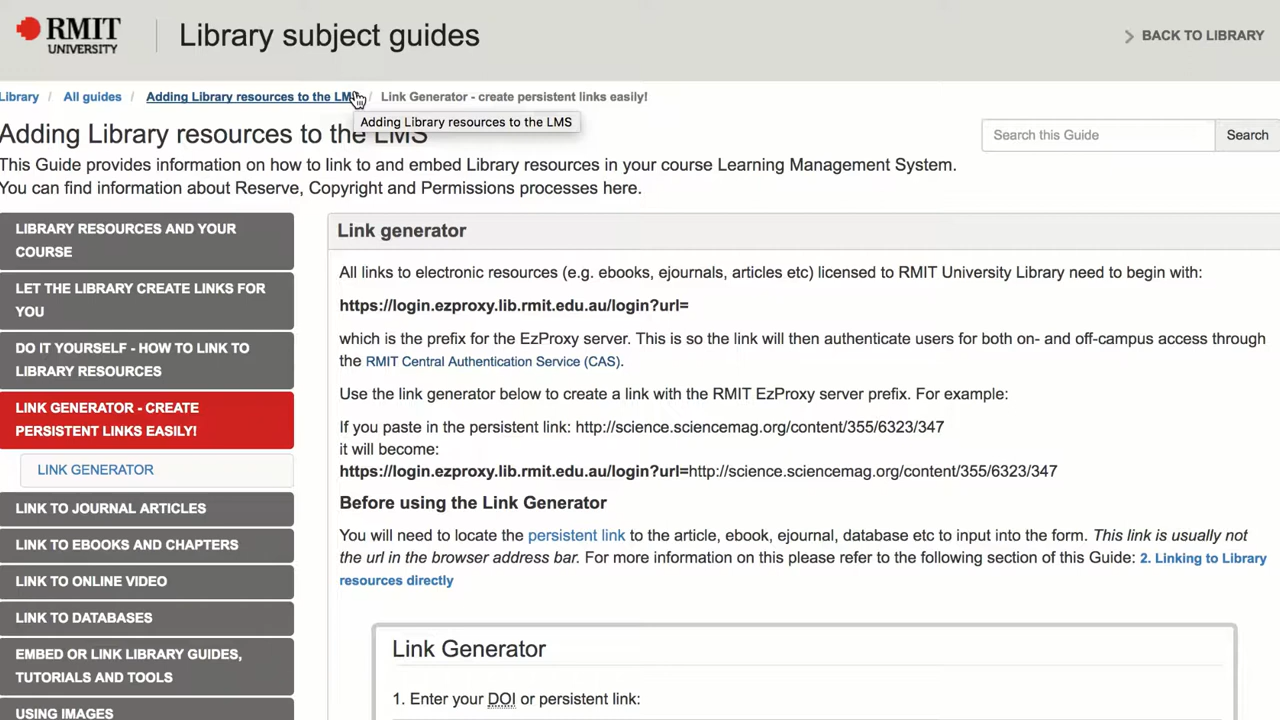 RMIT
UNIVERSITY
Library subject guides
BACK TO LIBRARY
Library / All guides / Adding Library resources to the LMS / Link Generator - create persistent links easily!
Adding Library resources to the LMS
Adding Library resources to the LMS
Search this Guide
Search
This Guide provides information on how to link to and embed Library resources in your course Learning Management System.
You can find information about Reserve, Copyright and Permissions processes here.
LIBRARY RESOURCES AND YOUR
COURSE
LET THE LIBRARY CREATE LINKS FOR
YOU
DO IT YOURSELF - HOW TO LINK TO
LIBRARY RESOURCES
LINK GENERATOR - CREATE
PERSISTENT LINKS EASILY!
LINK GENERATOR
LINK TO JOURNAL ARTICLES
LINK TO EBOOKS AND CHAPTERS
LINK TO ONLINE VIDEO
LINK TO DATABASES
EMBED OR LINK LIBRARY GUIDES,
TUTORIALS AND TOOLS
USING IMAGES
Link generator
All links to electronic resources (e.g. ebooks, ejournals, articles etc) licensed to RMIT University Library need to begin with:
https://login.ezproxy.lib.rmit.edu.au/login?url=
which is the prefix for the EzProxy server. This is so the link will then authenticate users for both on- and off-campus access through
the RMIT Central Authentication Service (CAS).
Use the link generator below to create a link with the RMIT EzProxy server prefix. For example:
If you paste in the persistent link: http://science.sciencemag.org/content/355/6323/347
it will become:
https://login.ezproxy.lib.rmit.edu.au/login?url=http://science.sciencemag.org/content/355/6323/347
Before using the Link Generator
You will need to locate the persistent link to the article, ebook, ejournal, database etc to input into the form. This link is usually not
the url in the browser address bar. For more information on this please refer to the following section of this Guide: 2. Linking to Library
resources directly
Link Generator
1. Enter your DOI or persistent link: